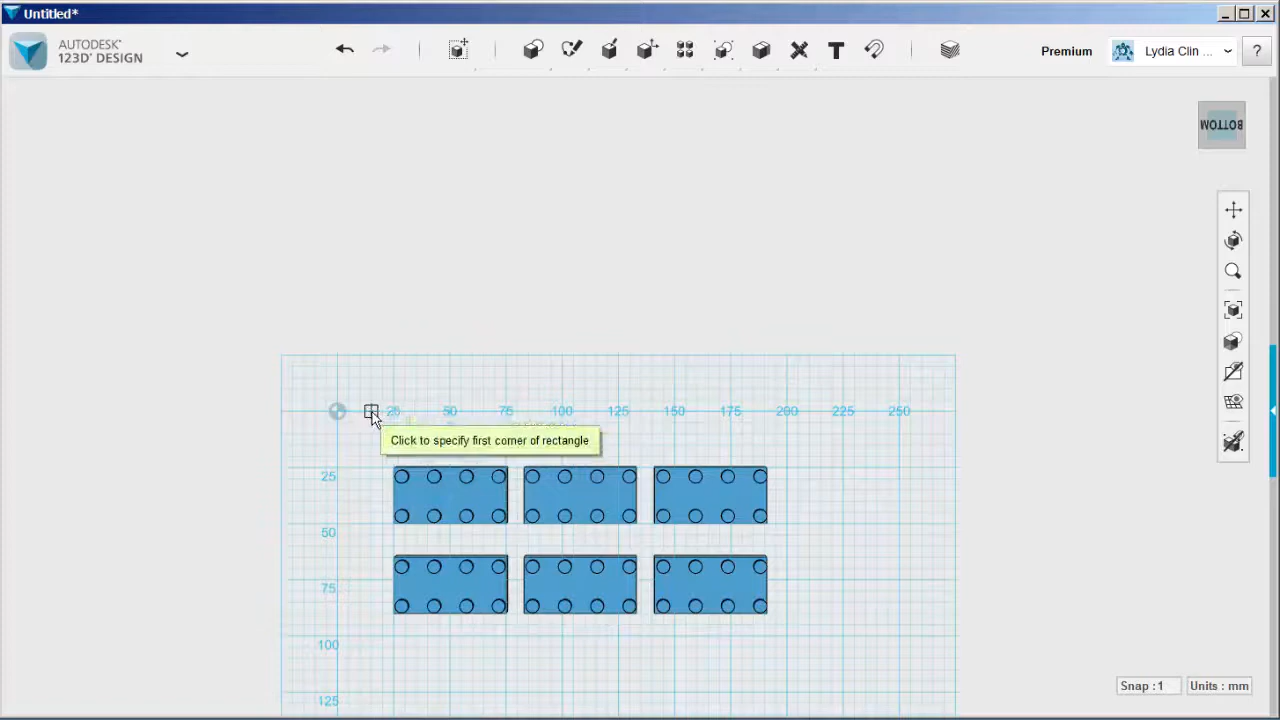 Untitled*
AUTODESK®
123D® DESIGN
Premium
Lydia Clin ...
?
BOTTOM
25 50 75 100 125 150 175 200 225 250
Click to specify first corner of rectangle
25
50
75
100
125
Snap : 1
Units : mm